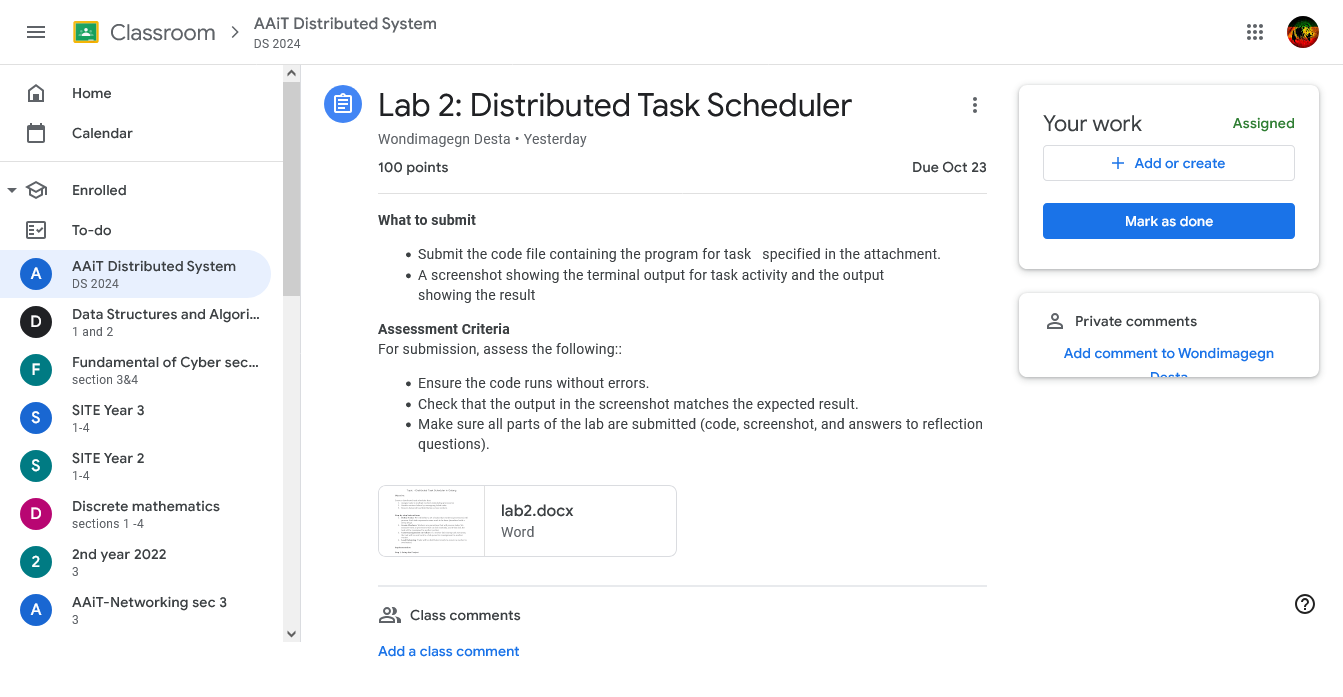 Classroom
AAiT Distributed System
DS 2024
Home
Calendar
Enrolled
To-do
A
AAiT Distributed System
DS 2024
D
Data Structures and Algori...
1 and 2
F
Fundamental of Cyber sec...
section 3&4
S
SITE Year 3
1-4
S
SITE Year 2
1-4
D
Discrete mathematics
sections 1 -4
2
2nd year 2022
3
A
AAiT-Networking sec 3
3
Lab 2: Distributed Task Scheduler
Wondimagegn Desta • Yesterday
100 points
Due Oct 23
What to submit
• Submit the code file containing the program for task   specified in the attachment.
• A screenshot showing the terminal output for task activity and the output
showing the result
Assessment Criteria
For submission, assess the following::
• Ensure the code runs without errors.
• Check that the output in the screenshot matches the expected result.
• Make sure all parts of the lab are submitted (code, screenshot, and answers to reflection
questions).
lab2.docx
Word
Class comments
Add a class comment
Your work
Assigned
+ Add or create
Mark as done
Private comments
Add comment to Wondimagegn
Desta